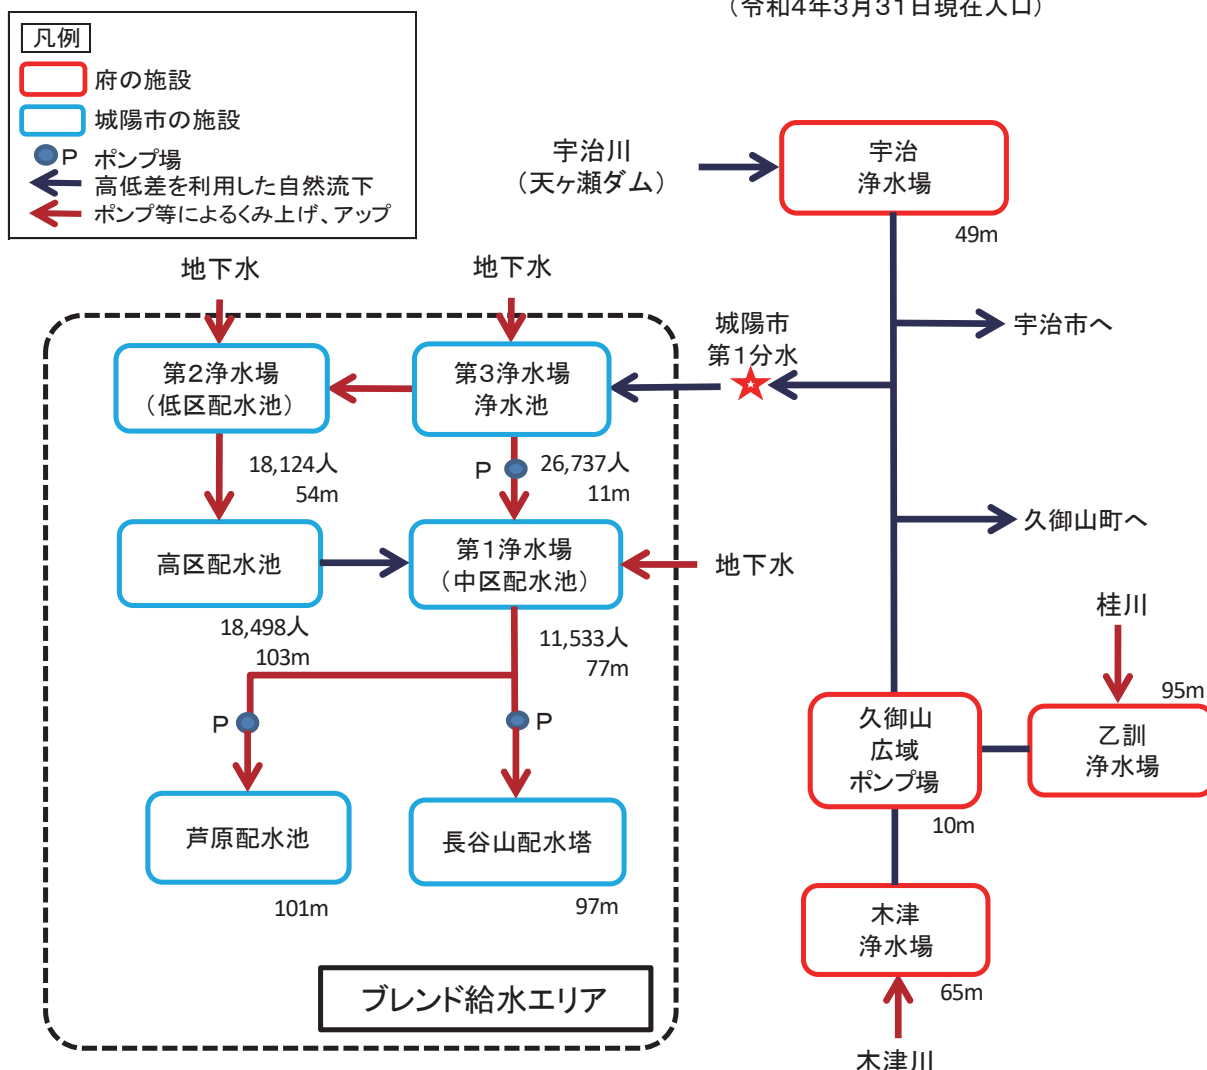 （令和４年３月３１日現在人口）
凡例
府の施設
城陽市の施設
P ポンプ場
高低差を利用した自然流下
ポンプ等によるくみ上げ、アップ
宇治川
（天ヶ瀬ダム）
宇治
浄水場
49m
地下水
地下水
城陽市
第１分水
宇治市へ
第２浄水場
（低区配水池）
第３浄水場
浄水池
18,124人
54m
P
26,737人
11m
久御山町へ
高区配水池
第１浄水場
（中区配水池）
地下水
18,498人
103m
11,533人
77m
桂川
95m
P
P
久御山
広域
ポンプ場
10m
乙訓
浄水場
芦原配水池
101m
長谷山配水塔
97m
木津
浄水場
65m
ブレンド給水エリア
木津川